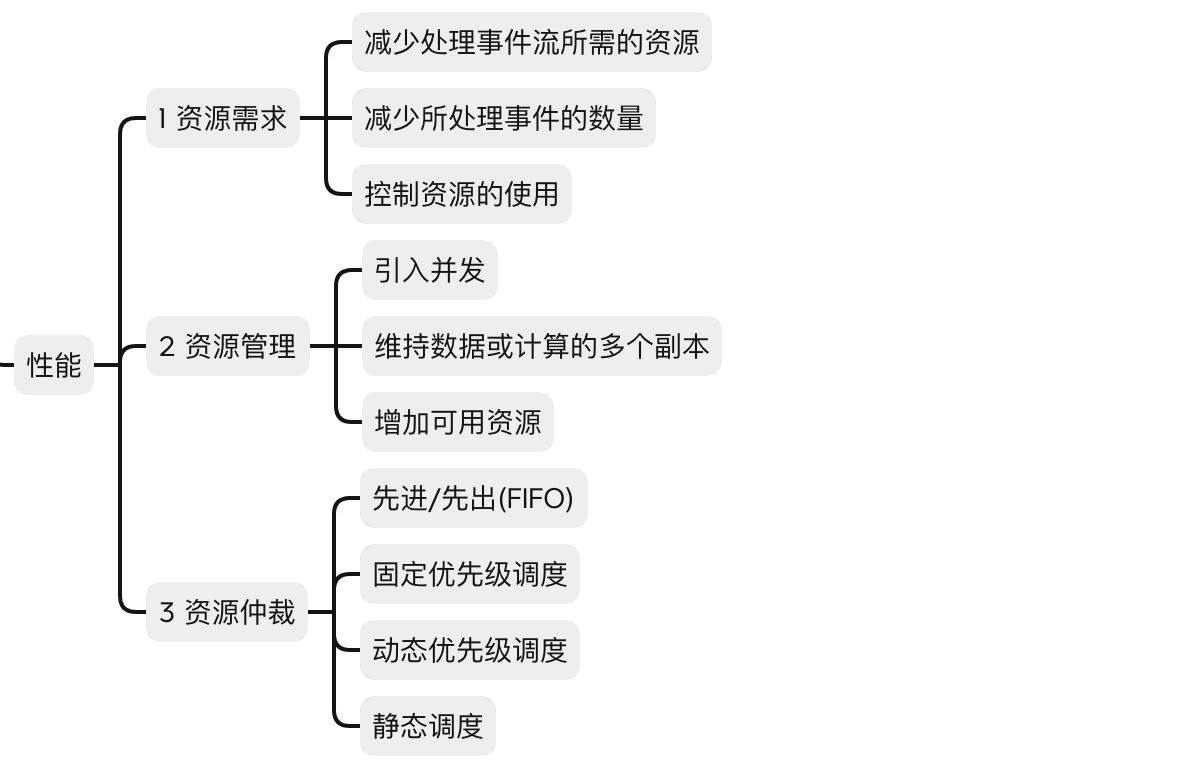 性能
1 资源需求
减少处理事件流所需的资源
减少所处理事件的数量
控制资源的使用
2 资源管理
引入并发
维持数据或计算的多个副本
增加可用资源
3 资源仲裁
先进/先出(FIFO)
固定优先级调度
动态优先级调度
静态调度